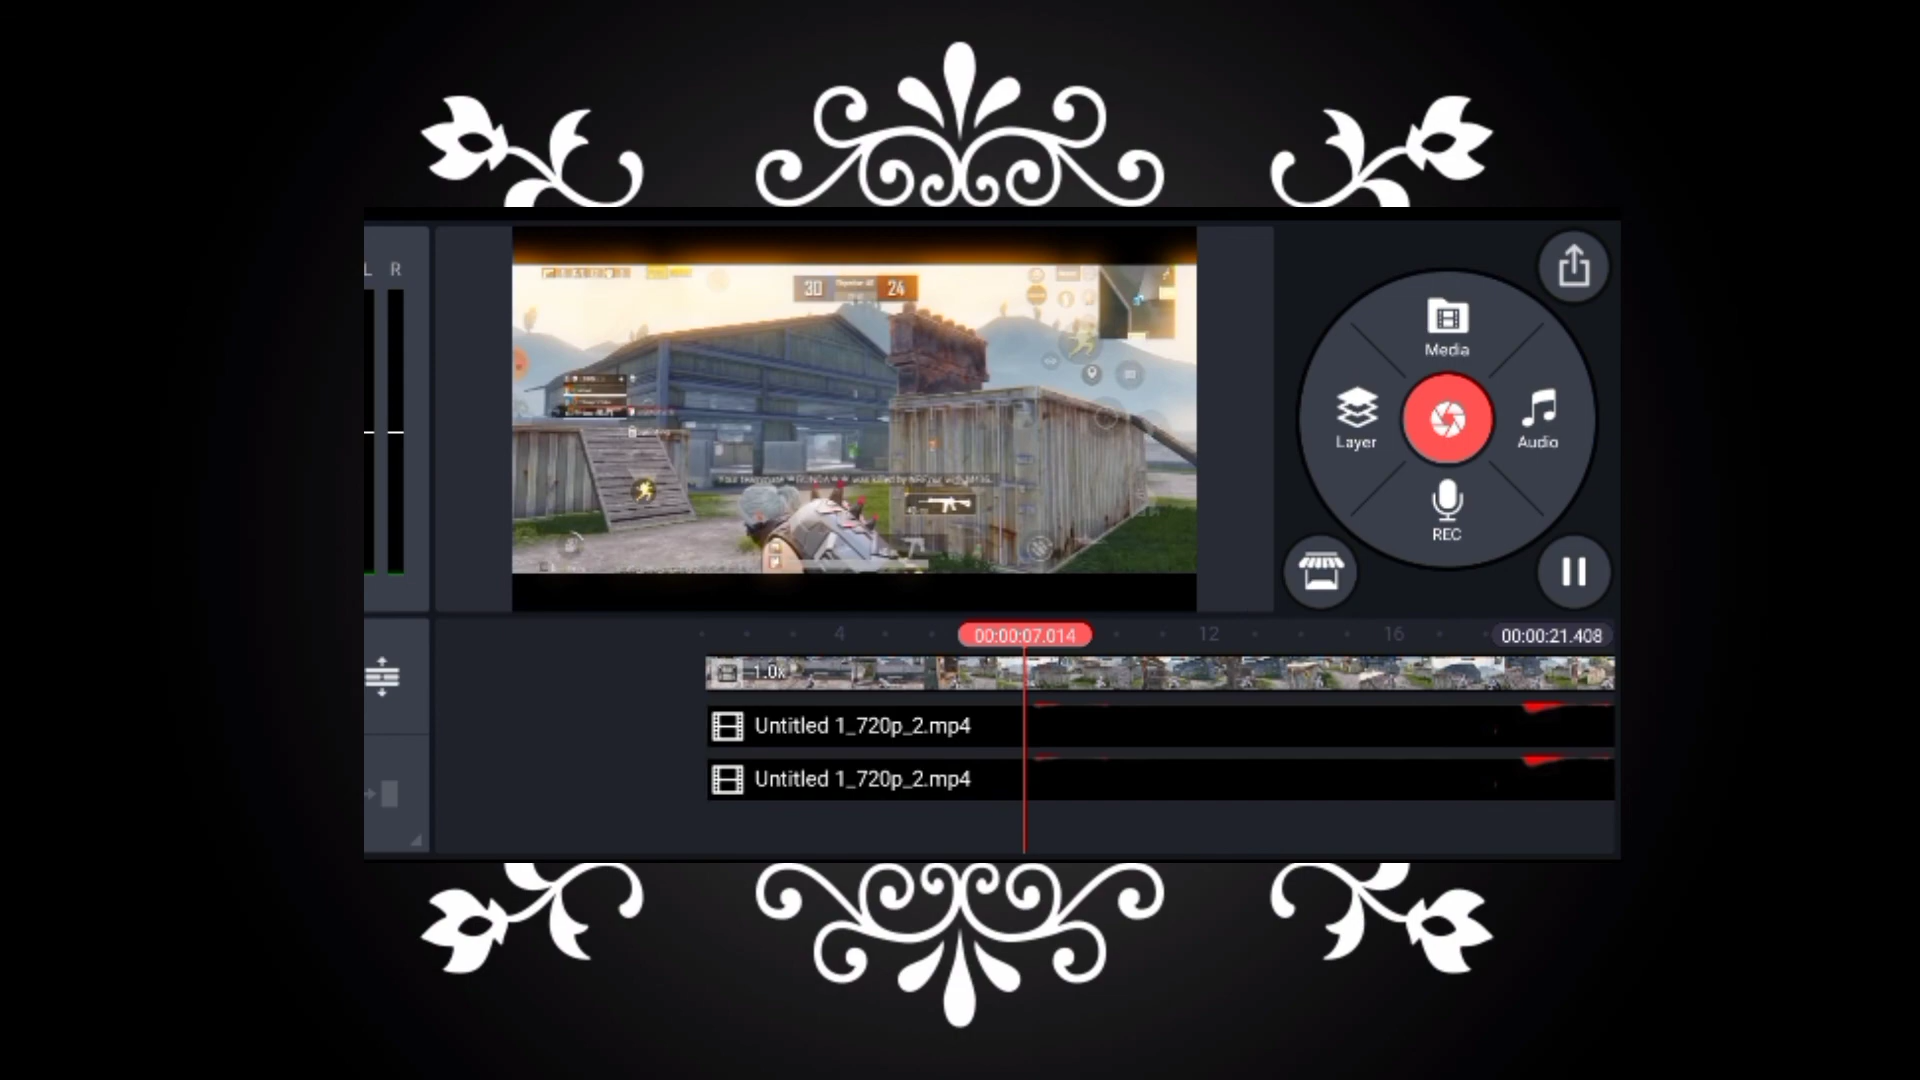 L R
30 24
Media
Layer
Audio
REC
4
00:00:07.014
12
16
00:00:21.408
1.0x
Untitled 1_720p_2.mp4
Untitled 1_720p_2.mp4